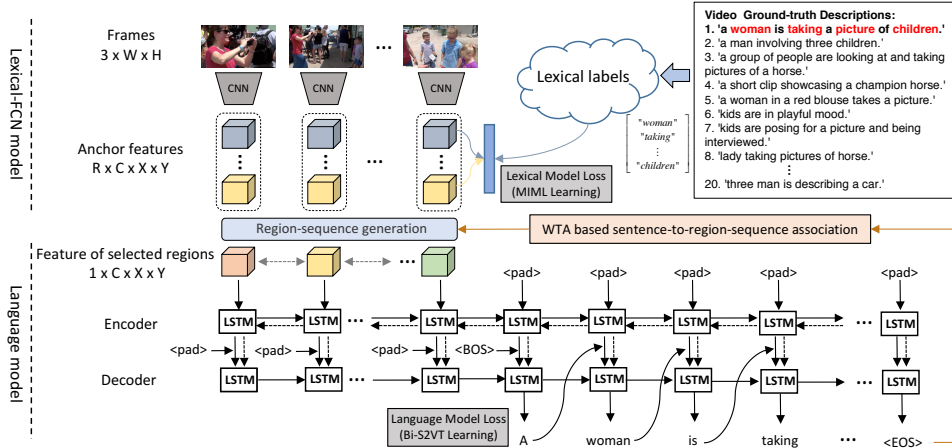 Lexical-FCN model
Frames
3 x W x H
...
CNN
CNN
CNN
Anchor features
R x C x X x Y
...
Lexical labels
"woman"
"taking"
⋮
"children"
Lexical Model Loss
(MIML Learning)
Video Ground-truth Descriptions:
1. 'a woman is taking a picture of children.'
2. 'a man involving three children.'
3. 'a group of people are looking at and taking
pictures of a horse.'
4. 'a short clip showcasing a champion horse.'
5. 'a woman in a red blouse takes a picture.'
6. 'kids are in playful mood.'
7. 'kids are posing for a picture and being
interviewed.'
8. 'lady taking pictures of horse.'
⋮
20. 'three man is describing a car.'
Region-sequence generation
WTA based sentence-to-region-sequence association
Language model
Feature of selected regions
1 x C x X x Y
...
<pad> <pad> <pad> <pad> <pad>
Encoder
LSTM LSTM ... LSTM LSTM LSTM LSTM LSTM ... LSTM
<pad> <pad> <pad> <BOS>
Decoder
LSTM LSTM ... LSTM LSTM LSTM LSTM LSTM ... LSTM
Language Model Loss
(Bi-S2VT Learning)
A woman is taking ... <EOS>